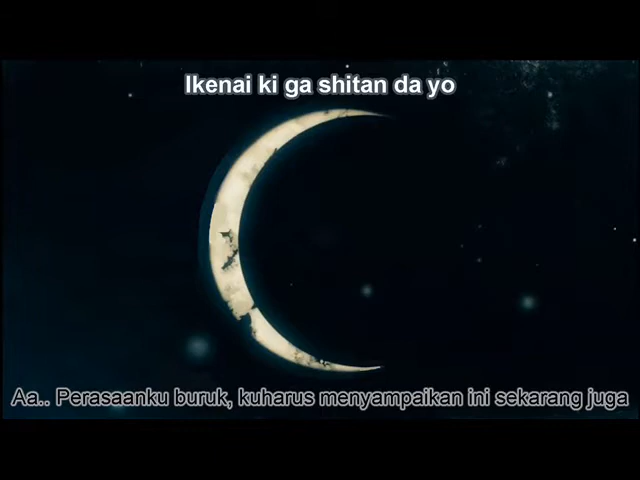 Ikenai ki ga shitan da yo
Aa.. Perasaanku buruk, kuharus menyampaikan ini sekarang juga